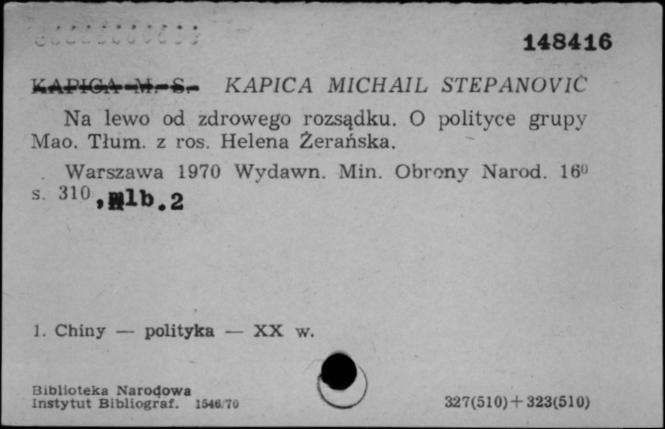 148416
KAPICA M. S. KAPICA MICHAIL STEPANOVIČ
Na lewo od zdrowego rozsądku. O polityce grupy
Mao. Tłum. z ros. Helena Żerańska.
Warszawa 1970 Wydawn. Min. Obrony Narod. 16⁰
s. 310, nlb. 2
1. Chiny — polityka — XX w.
Biblioteka Narodowa
Instytut Bibliograf. 1546/70
327(510)+323(510)